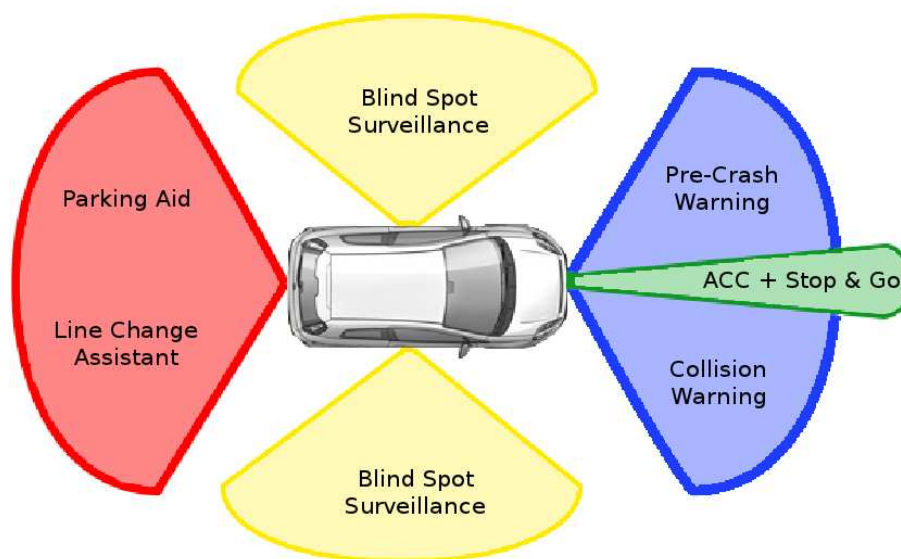 Blind Spot
Surveillance
Parking Aid
Line Change
Assistant
Pre-Crash
Warning
ACC + Stop & Go
Collision
Warning
Blind Spot
Surveillance